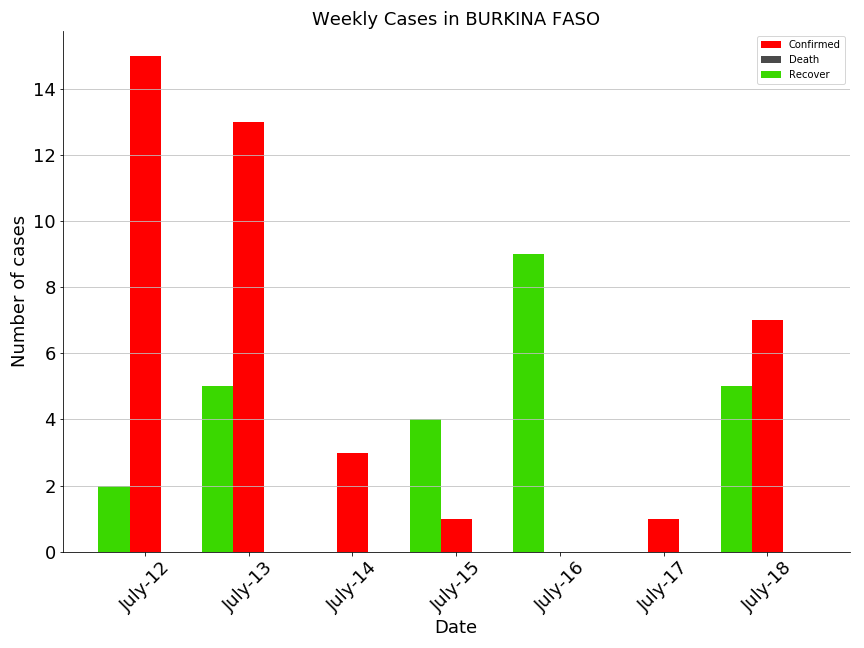 Weekly Cases in BURKINA FASO
Confirmed
Death
Recover
Number of cases
14
12
10
8
6
4
2
0
July-12
July-13
July-14
July-15
July-16
July-17
July-18
Date